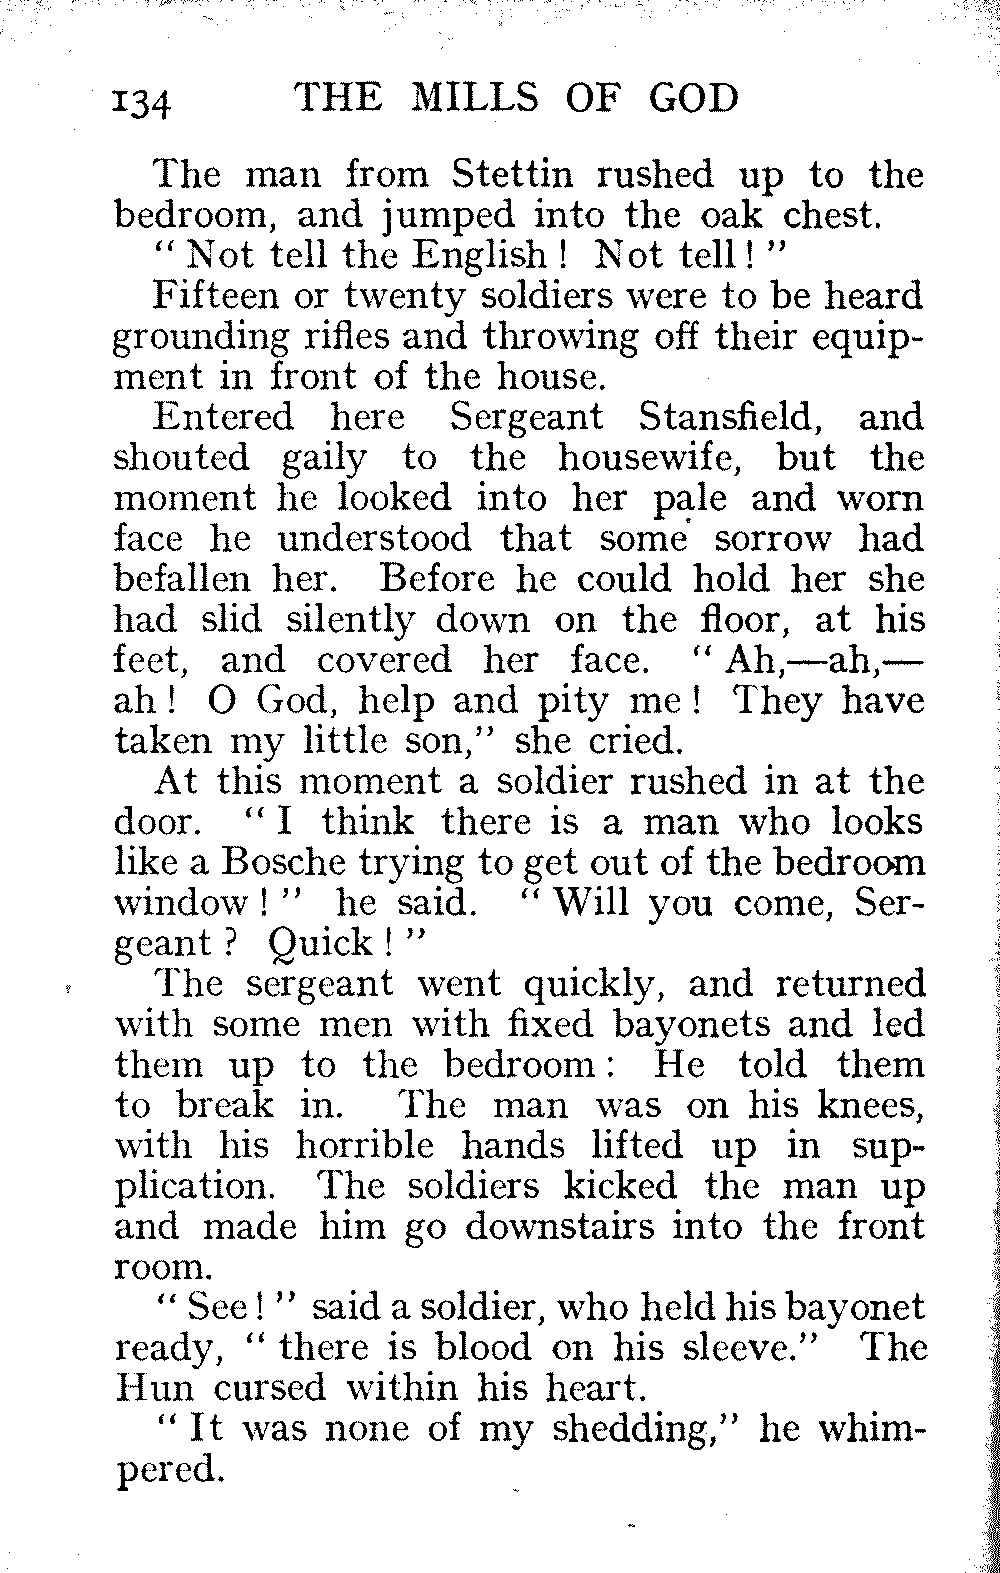 134 THE MILLS OF GOD
The man from Stettin rushed up to the
bedroom, and jumped into the oak chest.
“ Not tell the English ! Not tell ! ”
Fifteen or twenty soldiers were to be heard
grounding rifles and throwing off their equip-
ment in front of the house.
Entered here Sergeant Stansfield, and
shouted gaily to the housewife, but the
moment he looked into her pale and worn
face he understood that some sorrow had
befallen her. Before he could hold her she
had slid silently down on the floor, at his
feet, and covered her face. “ Ah,—ah,—
ah ! O God, help and pity me ! They have
taken my little son,” she cried.
At this moment a soldier rushed in at the
door. “ I think there is a man who looks
like a Bosche trying to get out of the bedroom
window ! ” he said. “ Will you come, Ser-
geant ? Quick ! ”
The sergeant went quickly, and returned
with some men with fixed bayonets and led
them up to the bedroom : He told them
to break in. The man was on his knees,
with his horrible hands lifted up in sup-
plication. The soldiers kicked the man up
and made him go downstairs into the front
room.
“ See ! ” said a soldier, who held his bayonet
ready, “ there is blood on his sleeve.” The
Hun cursed within his heart.
“ It was none of my shedding,” he whim-
pered.